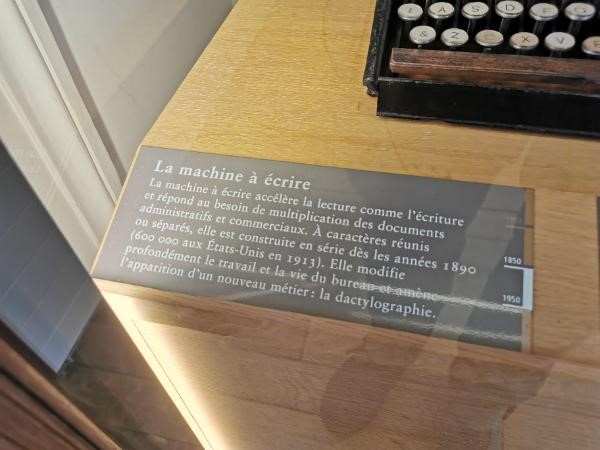 I A S D F G
& Z C X V B
La machine à écrire
La machine à écrire accélère la lecture comme l'écriture
et répond au besoin de multiplication des documents
administratifs et commerciaux. À caractères réunis
ou séparés, elle est construite en série dès les années 1890
(600 000 aux États-Unis en 1913). Elle modifie
profondément le travail et la vie du bureau et amène
l'apparition d'un nouveau métier : la dactylographie.
1850
1950